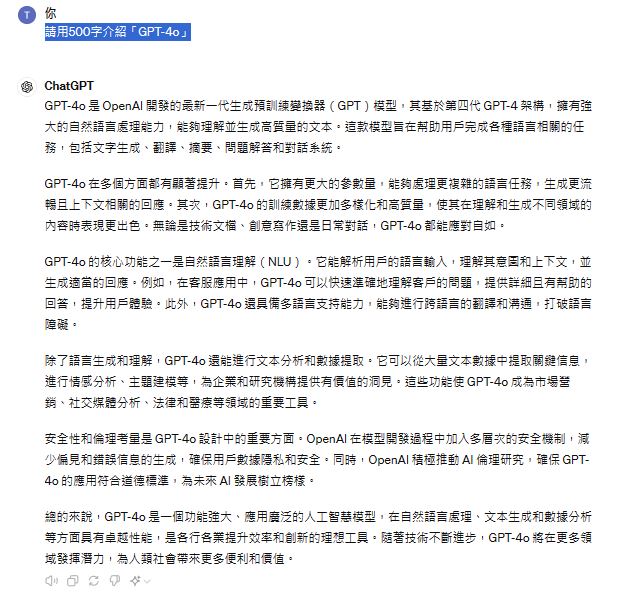 T
你
請用500字介紹「GPT-4o」
ChatGPT
GPT-4o 是 OpenAI 開發的最新一代生成預訓練變換器（GPT）模型，其基於第四代 GPT-4 架構，擁有強
大的自然語言處理能力，能夠理解並生成高質量的文本。這款模型旨在幫助用戶完成各種語言相關的任
務，包括文字生成、翻譯、摘要、問題解答和對話系統。
GPT-4o 在多個方面都有顯著提升。首先，它擁有更大的參數量，能夠處理更複雜的語言任務，生成更流
暢且上下文相關的回應。其次，GPT-4o 的訓練數據更加多樣化和高質量，使其在理解和生成不同領域的
內容時表現更出色。無論是技術文檔、創意寫作還是日常對話，GPT-4o 都能應對自如。
GPT-4o 的核心功能之一是自然語言理解（NLU）。它能解析用戶的語言輸入，理解其意圖和上下文，並
生成適當的回應。例如，在客服應用中，GPT-4o 可以快速準確地理解客戶的問題，提供詳細且有幫助的
回答，提升用戶體驗。此外，GPT-4o 還具備多語言支持能力，能夠進行跨語言的翻譯和溝通，打破語言
障礙。
除了語言生成和理解，GPT-4o 還能進行文本分析和數據提取。它可以從大量文本數據中提取關鍵信息，
進行情感分析、主題建模等，為企業和研究機構提供有價值的洞見。這些功能使 GPT-4o 成為市場營
銷、社交媒體分析、法律和醫療等領域的重要工具。
安全性和倫理考量是 GPT-4o 設計中的重要方面。OpenAI 在模型開發過程中加入多層次的安全機制，減
少偏見和錯誤信息的生成，確保用戶數據隱私和安全。同時，OpenAI 積極推動 AI 倫理研究，確保 GPT-
4o 的應用符合道德標準，為未來 AI 發展樹立榜樣。
總的來說，GPT-4o 是一個功能強大、應用廣泛的人工智慧模型，在自然語言處理、文本生成和數據分析
等方面具有卓越性能，是各行各業提升效率和創新的理想工具。隨著技術不斷進步，GPT-4o 將在更多領
域發揮潛力，為人類社會帶來更多便利和價值。